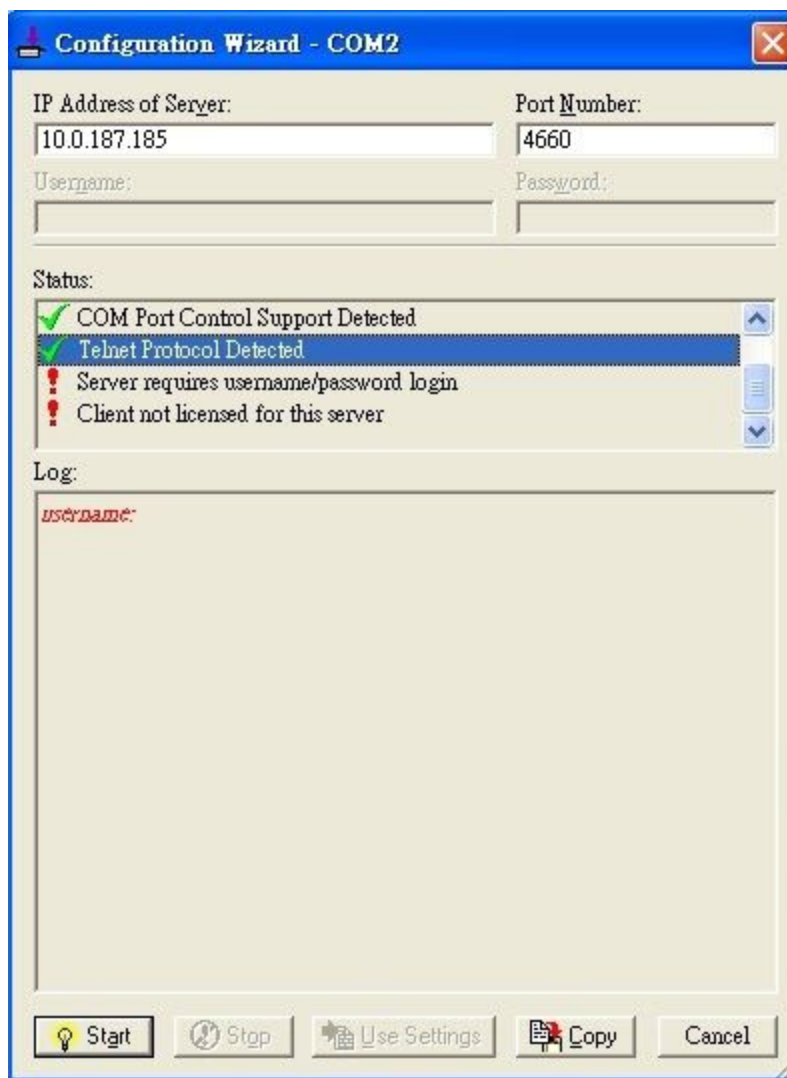 Configuration Wizard - COM2
IP Address of Server:
Port Number:
10.0.187.185
4660
Username:
Password:
Status:
COM Port Control Support Detected
Telnet Protocol Detected
Server requires username/password login
Client not licensed for this server
Log:
username:
Start
Stop
Use Settings
Copy
Cancel